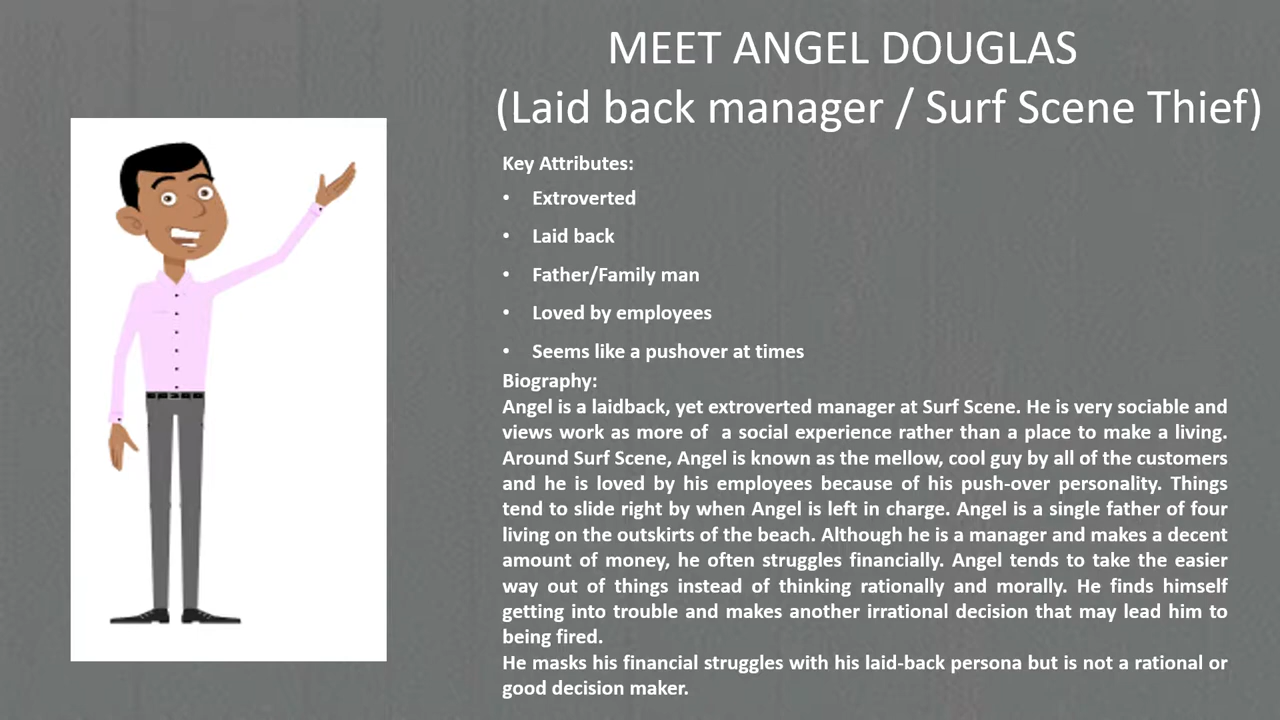 MEET ANGEL DOUGLAS
(Laid back manager / Surf Scene Thief)
Key Attributes:
• Extroverted
• Laid back
• Father/Family man
• Loved by employees
• Seems like a pushover at times
Biography:
Angel is a laidback, yet extroverted manager at Surf Scene. He is very sociable and
views work as more of  a social experience rather than a place to make a living.
Around Surf Scene, Angel is known as the mellow, cool guy by all of the customers
and he is loved by his employees because of his push-over personality. Things
tend to slide right by when Angel is left in charge. Angel is a single father of four
living on the outskirts of the beach. Although he is a manager and makes a decent
amount of money, he often struggles financially. Angel tends to take the easier
way out of things instead of thinking rationally and morally. He finds himself
getting into trouble and makes another irrational decision that may lead him to
being fired.
He masks his financial struggles with his laid-back persona but is not a rational or
good decision maker.